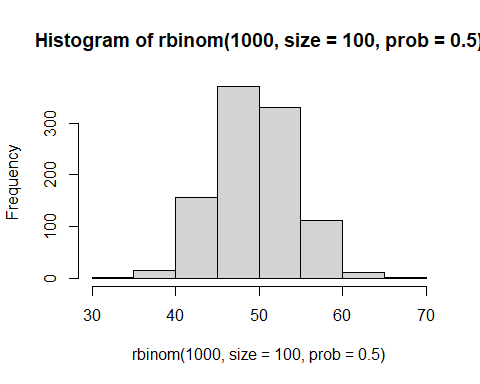 Histogram of rbinom(1000, size = 100, prob = 0.5)
Frequency
300
200
100
0
30 40 50 60 70
rbinom(1000, size = 100, prob = 0.5)